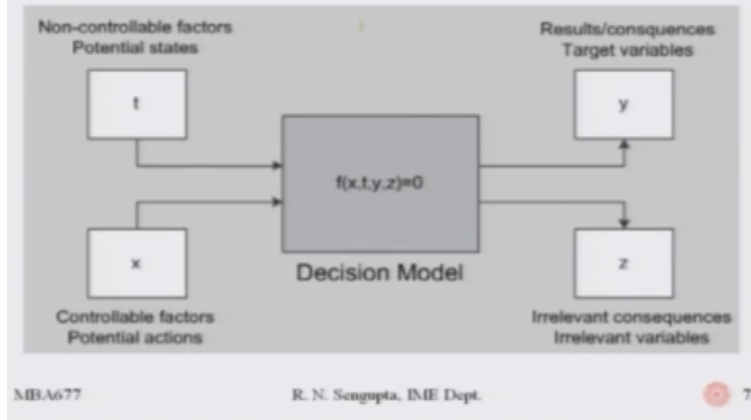 Non-controllable factors
Potential states
Results/consquences
Target variables
t
y
f(x,t,y,z)=0
Decision Model
x
z
Controllable factors
Potential actions
Irrelevant consequences
Irrelevant variables
MBA677
R. N. Sengupta, IME Dept.
7